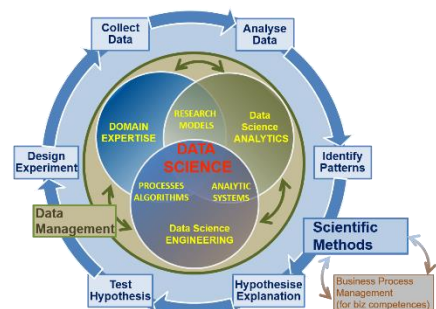 Collect
Data
Analyse
Data
RESEARCH
MODELS
DOMAIN
EXPERTISE
Data
Science
ANALYTICS
DATA
SCIENCE
Design
Experiment
Identify
Patterns
PROCESSES
ALGORITHMS
ANALYTIC
SYSTEMS
Data
Management
Data Science
ENGINEERING
Scientific
Methods
Test
Hypothesis
Hypothesise
Explanation
Business Process
Management
(for biz competences)